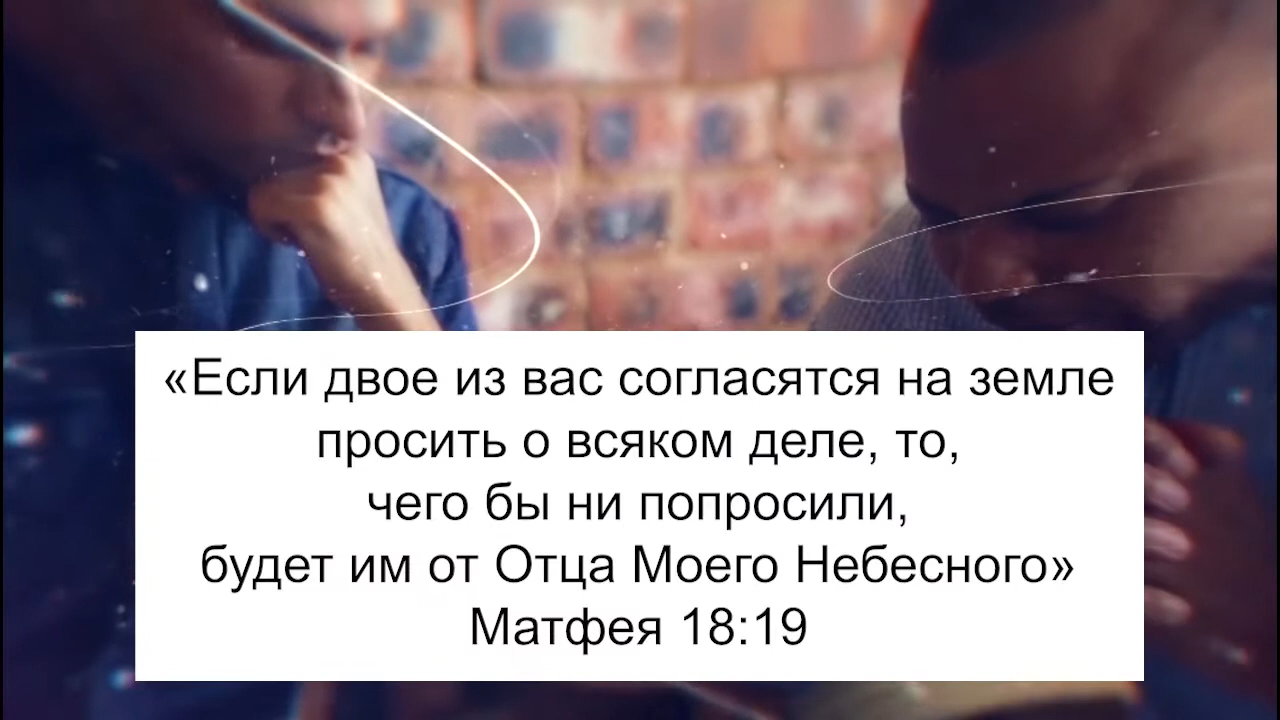 «Если двое из вас согласятся на земле
просить о всяком деле, то,
чего бы ни попросили,
будет им от Отца Моего Небесного»
Матфея 18:19